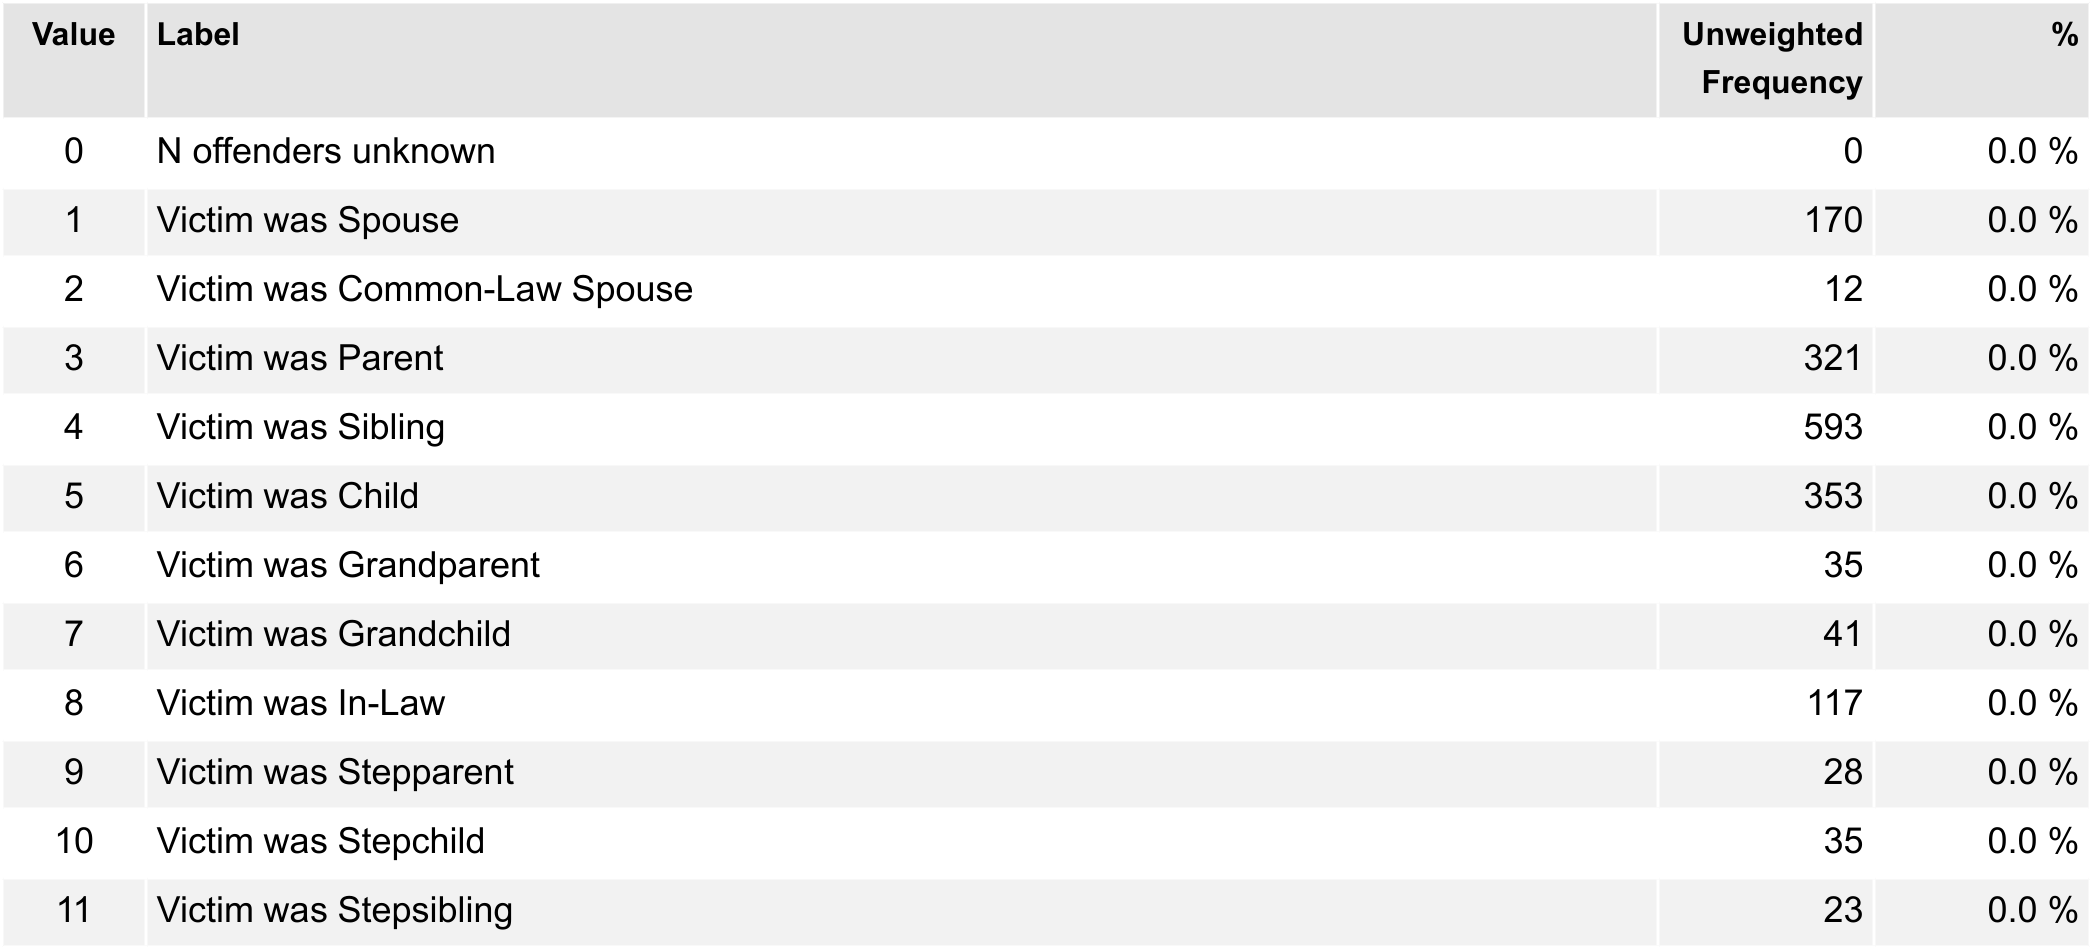 Value Label Unweighted Frequency %
0 N offenders unknown 0 0.0 %
1 Victim was Spouse 170 0.0 %
2 Victim was Common-Law Spouse 12 0.0 %
3 Victim was Parent 321 0.0 %
4 Victim was Sibling 593 0.0 %
5 Victim was Child 353 0.0 %
6 Victim was Grandparent 35 0.0 %
7 Victim was Grandchild 41 0.0 %
8 Victim was In-Law 117 0.0 %
9 Victim was Stepparent 28 0.0 %
10 Victim was Stepchild 35 0.0 %
11 Victim was Stepsibling 23 0.0 %